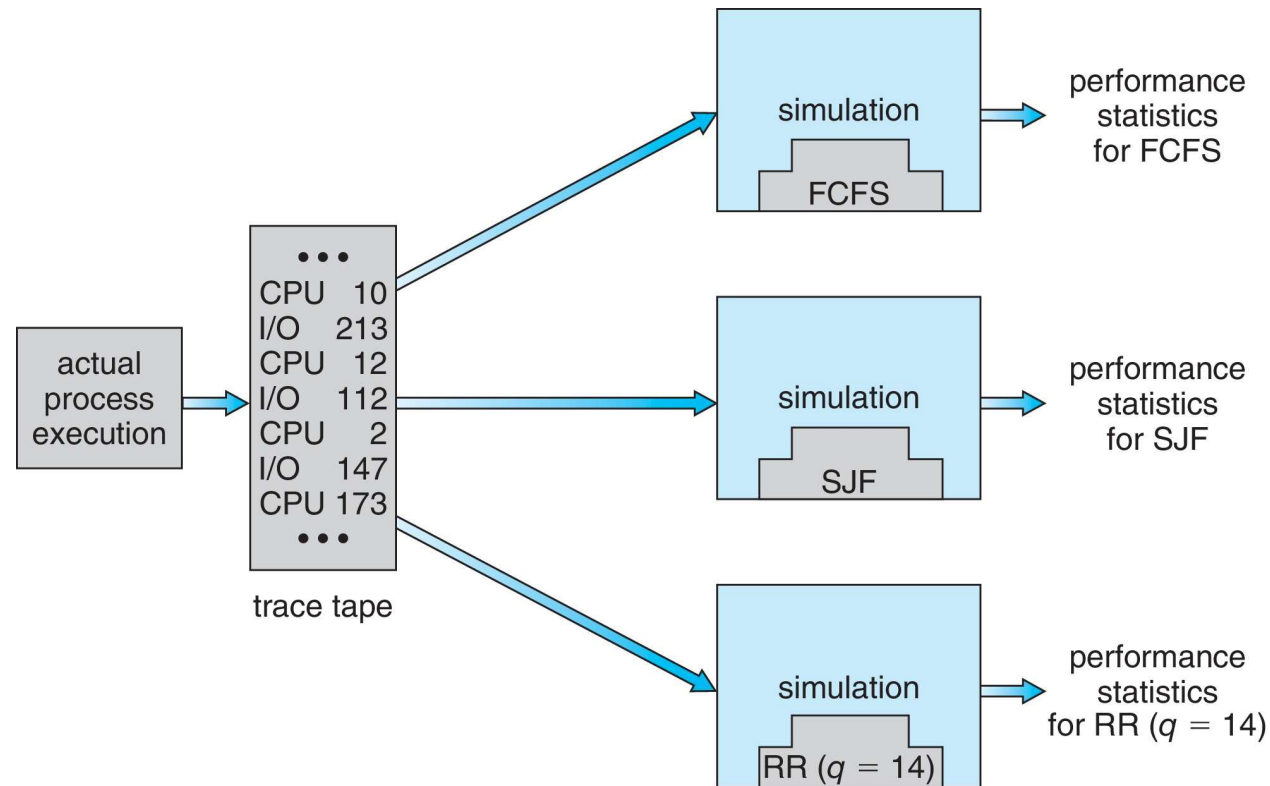 actual
process
execution
• • •
CPU 10
I/O 213
CPU 12
I/O 112
CPU 2
I/O 147
CPU 173
• • •
trace tape
simulation
FCFS
performance
statistics
for FCFS
simulation
SJF
performance
statistics
for SJF
simulation
RR (q = 14)
performance
statistics
for RR (q = 14)